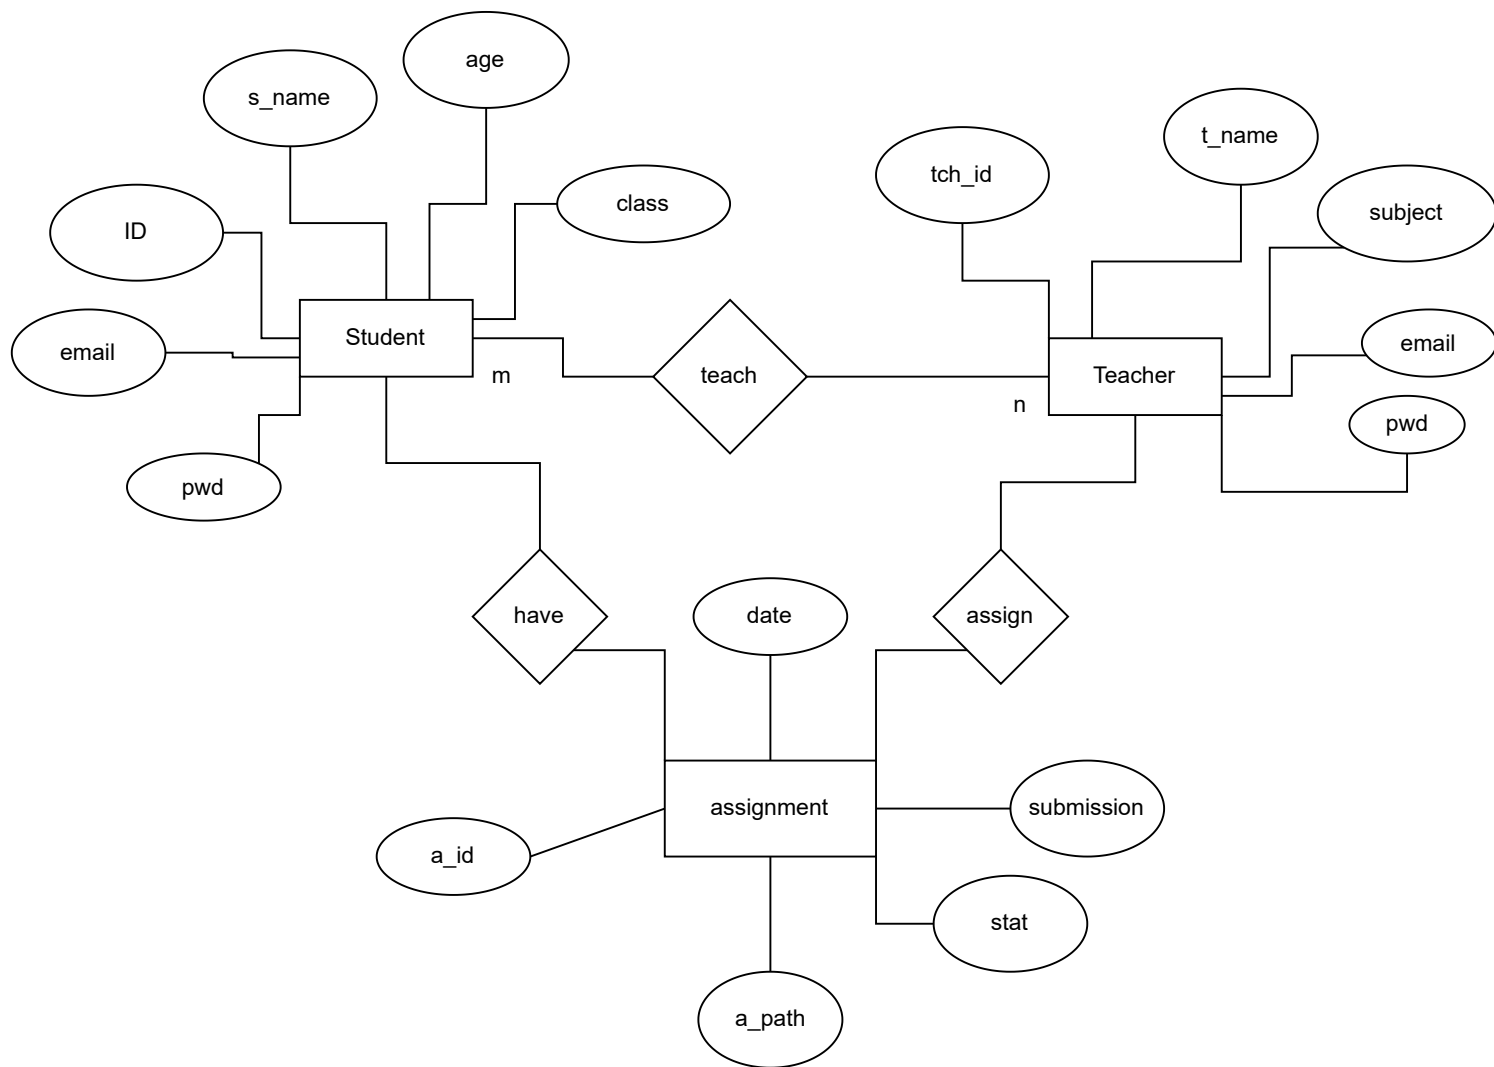 age
s_name
t_name
tch_id
class
subject
ID
Student
email
email
m
teach
Teacher
n
pwd
pwd
have
date
assign
assignment
submission
a_id
stat
a_path